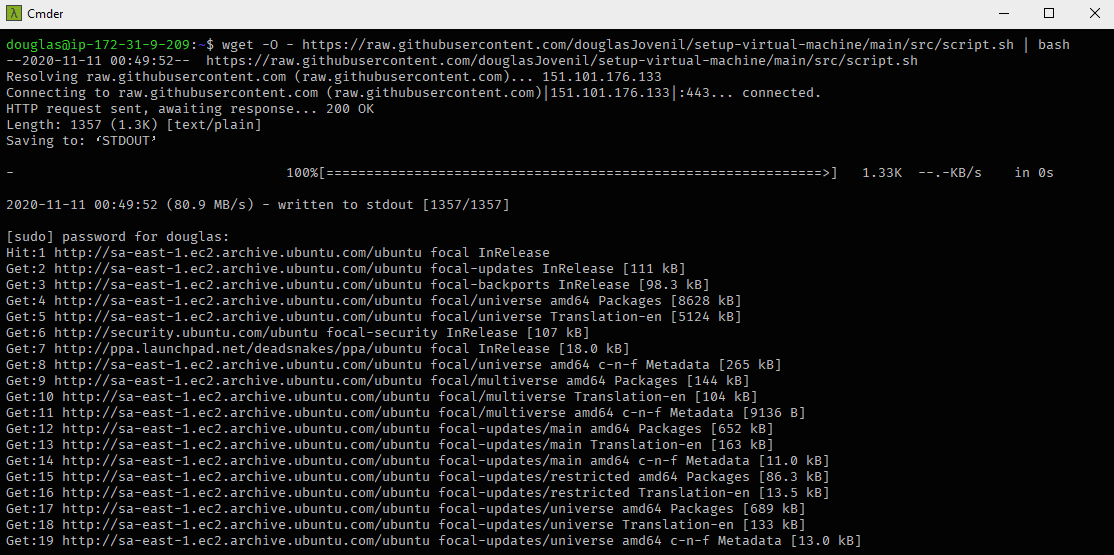 λ Cmder
douglas@ip-172-31-9-209:~$ wget -O - https://raw.githubusercontent.com/douglasJovenil/setup-virtual-machine/main/src/script.sh | bash
--2020-11-11 00:49:52--  https://raw.githubusercontent.com/douglasJovenil/setup-virtual-machine/main/src/script.sh
Resolving raw.githubusercontent.com (raw.githubusercontent.com)... 151.101.176.133
Connecting to raw.githubusercontent.com (raw.githubusercontent.com)|151.101.176.133|:443... connected.
HTTP request sent, awaiting response... 200 OK
Length: 1357 (1.3K) [text/plain]
Saving to: ‘STDOUT’
-                                  100%[==============================================================>]   1.33K  --.-KB/s    in 0s
2020-11-11 00:49:52 (80.9 MB/s) - written to stdout [1357/1357]
[sudo] password for douglas:
Hit:1 http://sa-east-1.ec2.archive.ubuntu.com/ubuntu focal InRelease
Get:2 http://sa-east-1.ec2.archive.ubuntu.com/ubuntu focal-updates InRelease [111 kB]
Get:3 http://sa-east-1.ec2.archive.ubuntu.com/ubuntu focal-backports InRelease [98.3 kB]
Get:4 http://sa-east-1.ec2.archive.ubuntu.com/ubuntu focal/universe amd64 Packages [8628 kB]
Get:5 http://sa-east-1.ec2.archive.ubuntu.com/ubuntu focal/universe Translation-en [5124 kB]
Get:6 http://security.ubuntu.com/ubuntu focal-security InRelease [107 kB]
Get:7 http://ppa.launchpad.net/deadsnakes/ppa/ubuntu focal InRelease [18.0 kB]
Get:8 http://sa-east-1.ec2.archive.ubuntu.com/ubuntu focal/universe amd64 c-n-f Metadata [265 kB]
Get:9 http://sa-east-1.ec2.archive.ubuntu.com/ubuntu focal/multiverse amd64 Packages [144 kB]
Get:10 http://sa-east-1.ec2.archive.ubuntu.com/ubuntu focal/multiverse Translation-en [104 kB]
Get:11 http://sa-east-1.ec2.archive.ubuntu.com/ubuntu focal/multiverse amd64 c-n-f Metadata [9136 B]
Get:12 http://sa-east-1.ec2.archive.ubuntu.com/ubuntu focal-updates/main amd64 Packages [652 kB]
Get:13 http://sa-east-1.ec2.archive.ubuntu.com/ubuntu focal-updates/main Translation-en [163 kB]
Get:14 http://sa-east-1.ec2.archive.ubuntu.com/ubuntu focal-updates/main amd64 c-n-f Metadata [11.0 kB]
Get:15 http://sa-east-1.ec2.archive.ubuntu.com/ubuntu focal-updates/restricted amd64 Packages [86.3 kB]
Get:16 http://sa-east-1.ec2.archive.ubuntu.com/ubuntu focal-updates/restricted Translation-en [13.5 kB]
Get:17 http://sa-east-1.ec2.archive.ubuntu.com/ubuntu focal-updates/universe amd64 Packages [689 kB]
Get:18 http://sa-east-1.ec2.archive.ubuntu.com/ubuntu focal-updates/universe Translation-en [133 kB]
Get:19 http://sa-east-1.ec2.archive.ubuntu.com/ubuntu focal-updates/universe amd64 c-n-f Metadata [13.0 kB]